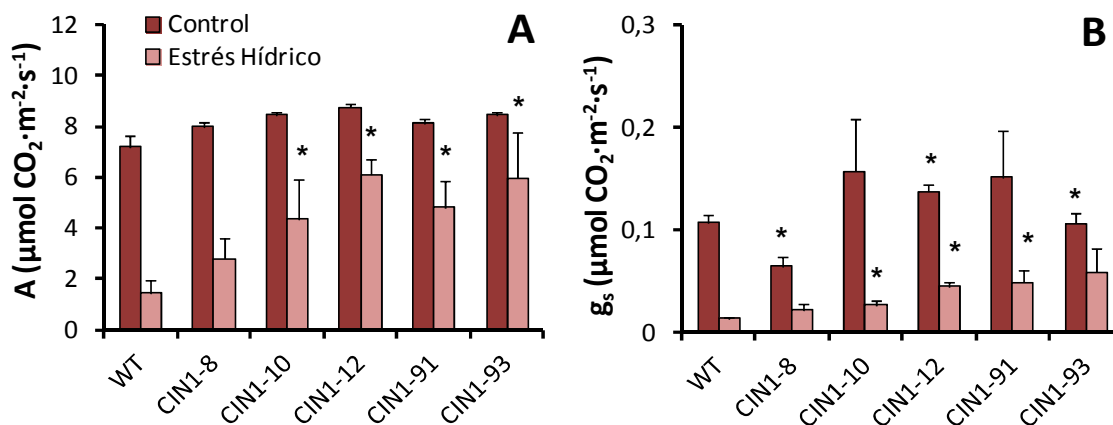 A
Control
Estrés Hídrico
A (µmol CO₂·m⁻²·s⁻¹)
12
10
8
6
4
2
0
*
*
*
*
WT
CIN1-8
CIN1-10
CIN1-12
CIN1-91
CIN1-93
B
gₛ (µmol CO₂·m⁻²·s⁻¹)
0,3
0,2
0,1
0
*
*
*
*
*
*
WT
CIN1-8
CIN1-10
CIN1-12
CIN1-91
CIN1-93